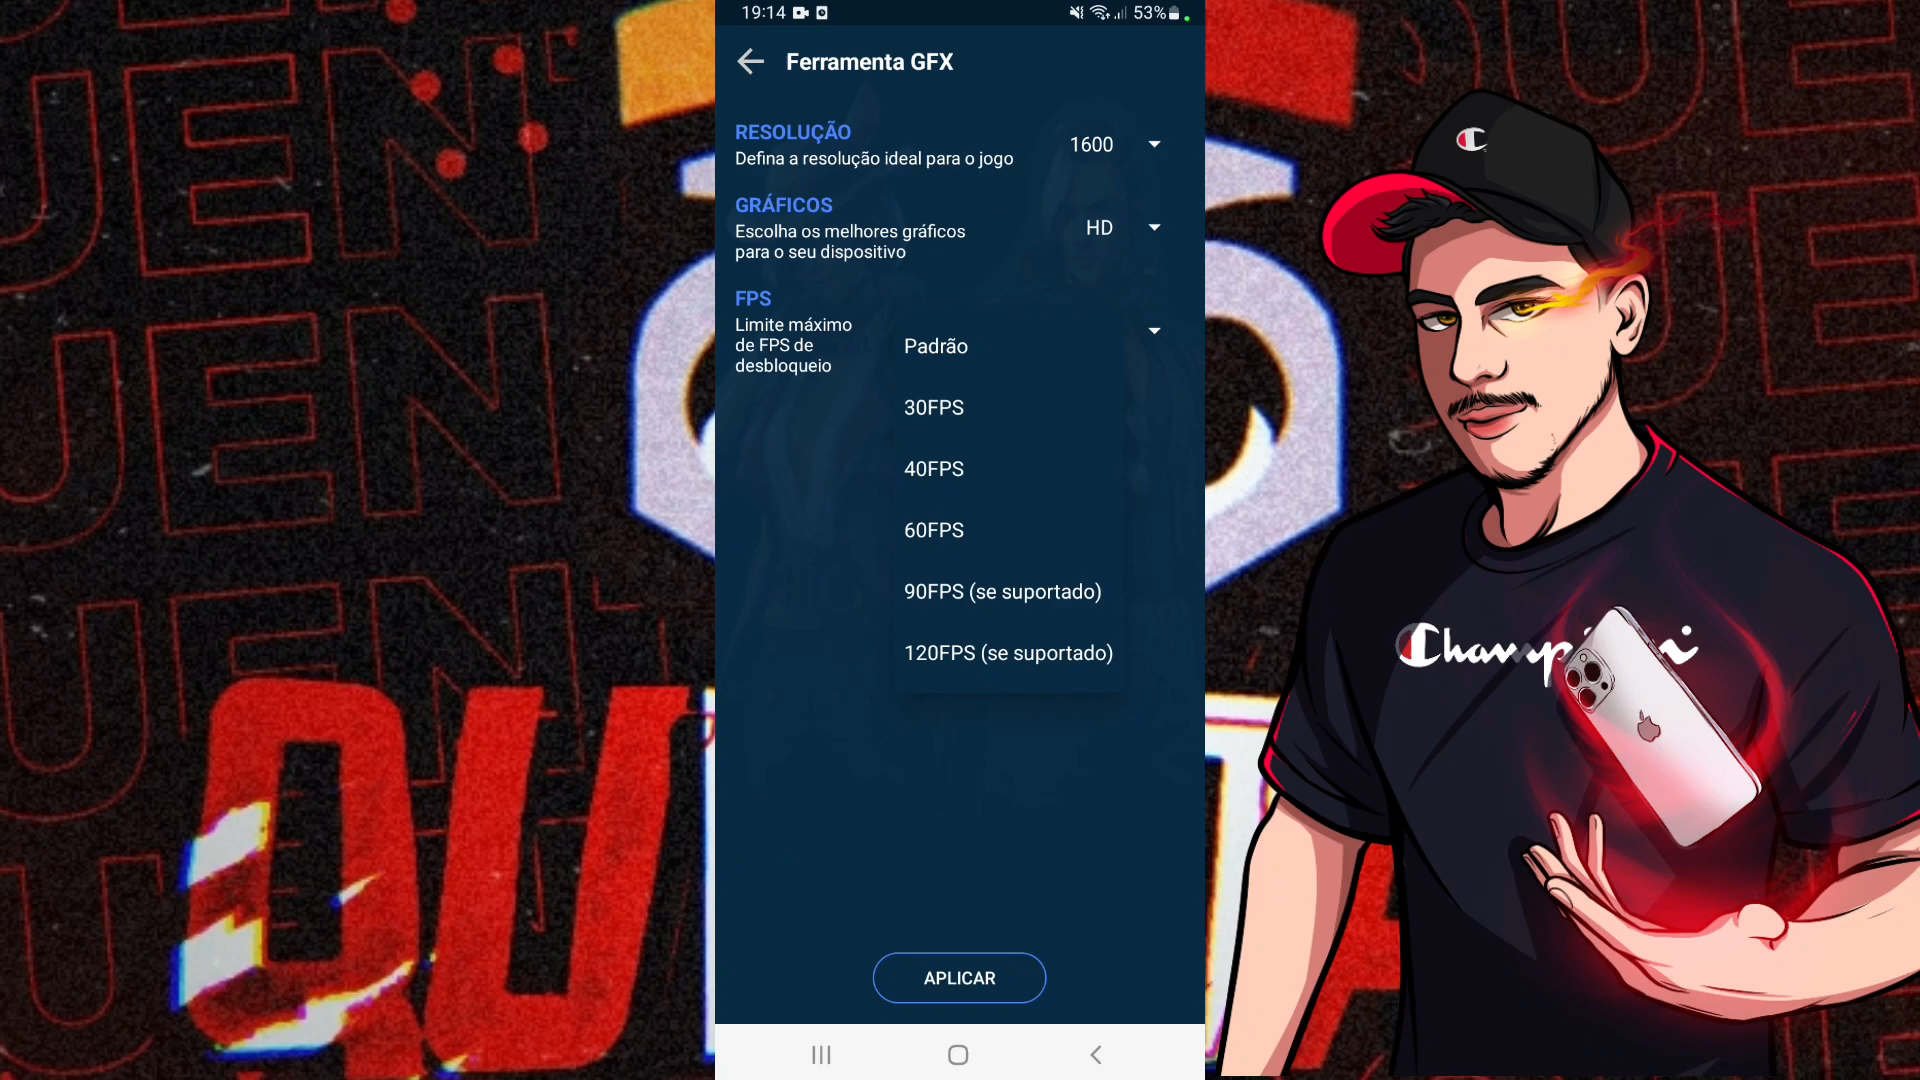 19:14
53%
Ferramenta GFX
RESOLUÇÃO
Defina a resolução ideal para o jogo
1600
GRÁFICOS
Escolha os melhores gráficos
para o seu dispositivo
HD
FPS
Limite máximo
de FPS de
desbloqueio
Padrão
30FPS
40FPS
60FPS
90FPS (se suportado)
120FPS (se suportado)
APLICAR